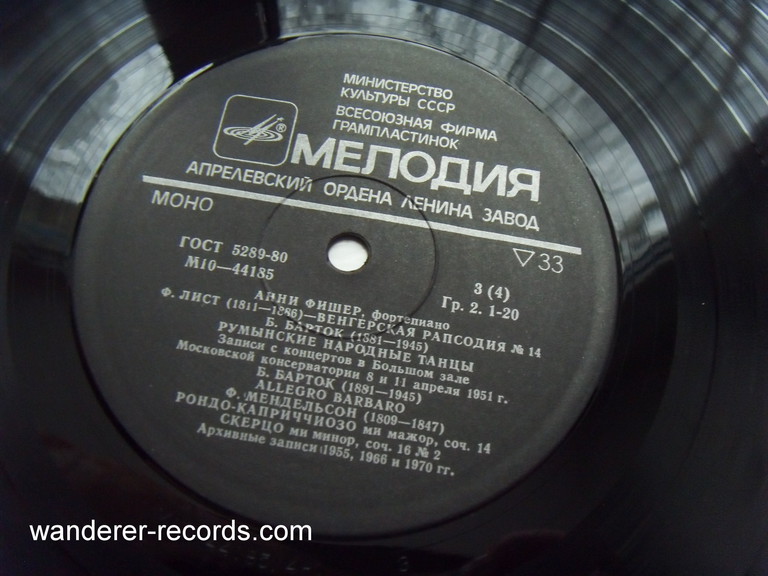 МИНИСТЕРСТВО
КУЛЬТУРЫ СССР
ВСЕСОЮЗНАЯ ФИРМА
ГРАМПЛАСТИНОК
®
МЕЛОДИЯ
АПРЕЛЕВСКИЙ ОРДЕНА ЛЕНИНА ЗАВОД
МОНО
▽33
ГОСТ 5289-80
М10—44185
3 (4)
Гр. 2. 1-20
АННИ ФИШЕР, фортепиано
Ф. ЛИСТ (1811—1886)—ВЕНГЕРСКАЯ РАПСОДИЯ № 14
Б. БАРТОК (1581—1945)
РУМЫНСКИЕ НАРОДНЫЕ ТАНЦЫ
Записи с концертов в Большом зале
Московской консерватории 8 и 11 апреля 1951 г.
Б. БАРТОК (1881—1945)
ALLEGRO BARBARO
Ф. МЕНДЕЛЬСОН (1809—1847)
РОНДО-КАПРИЧЧИОЗО ми мажор, соч. 14
СКЕРЦО ми минор, соч. 16 № 2
Архивные записи 1955, 1966 и 1970 гг.
wanderer-records.com